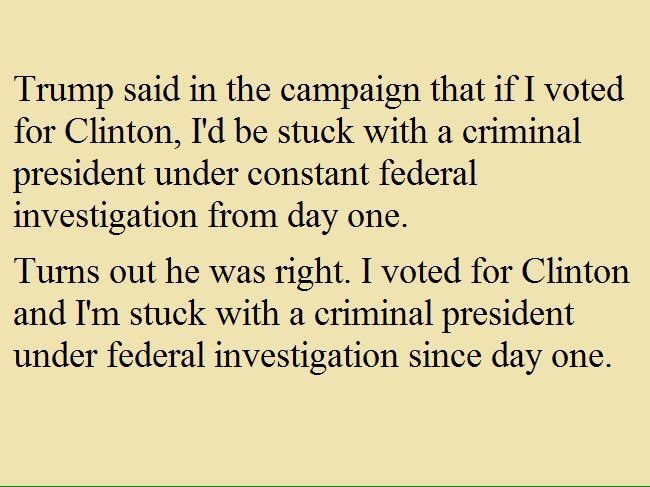 Trump said in the campaign that if I voted
for Clinton, I'd be stuck with a criminal
president under constant federal
investigation from day one.
Turns out he was right. I voted for Clinton
and I'm stuck with a criminal president
under federal investigation since day one.